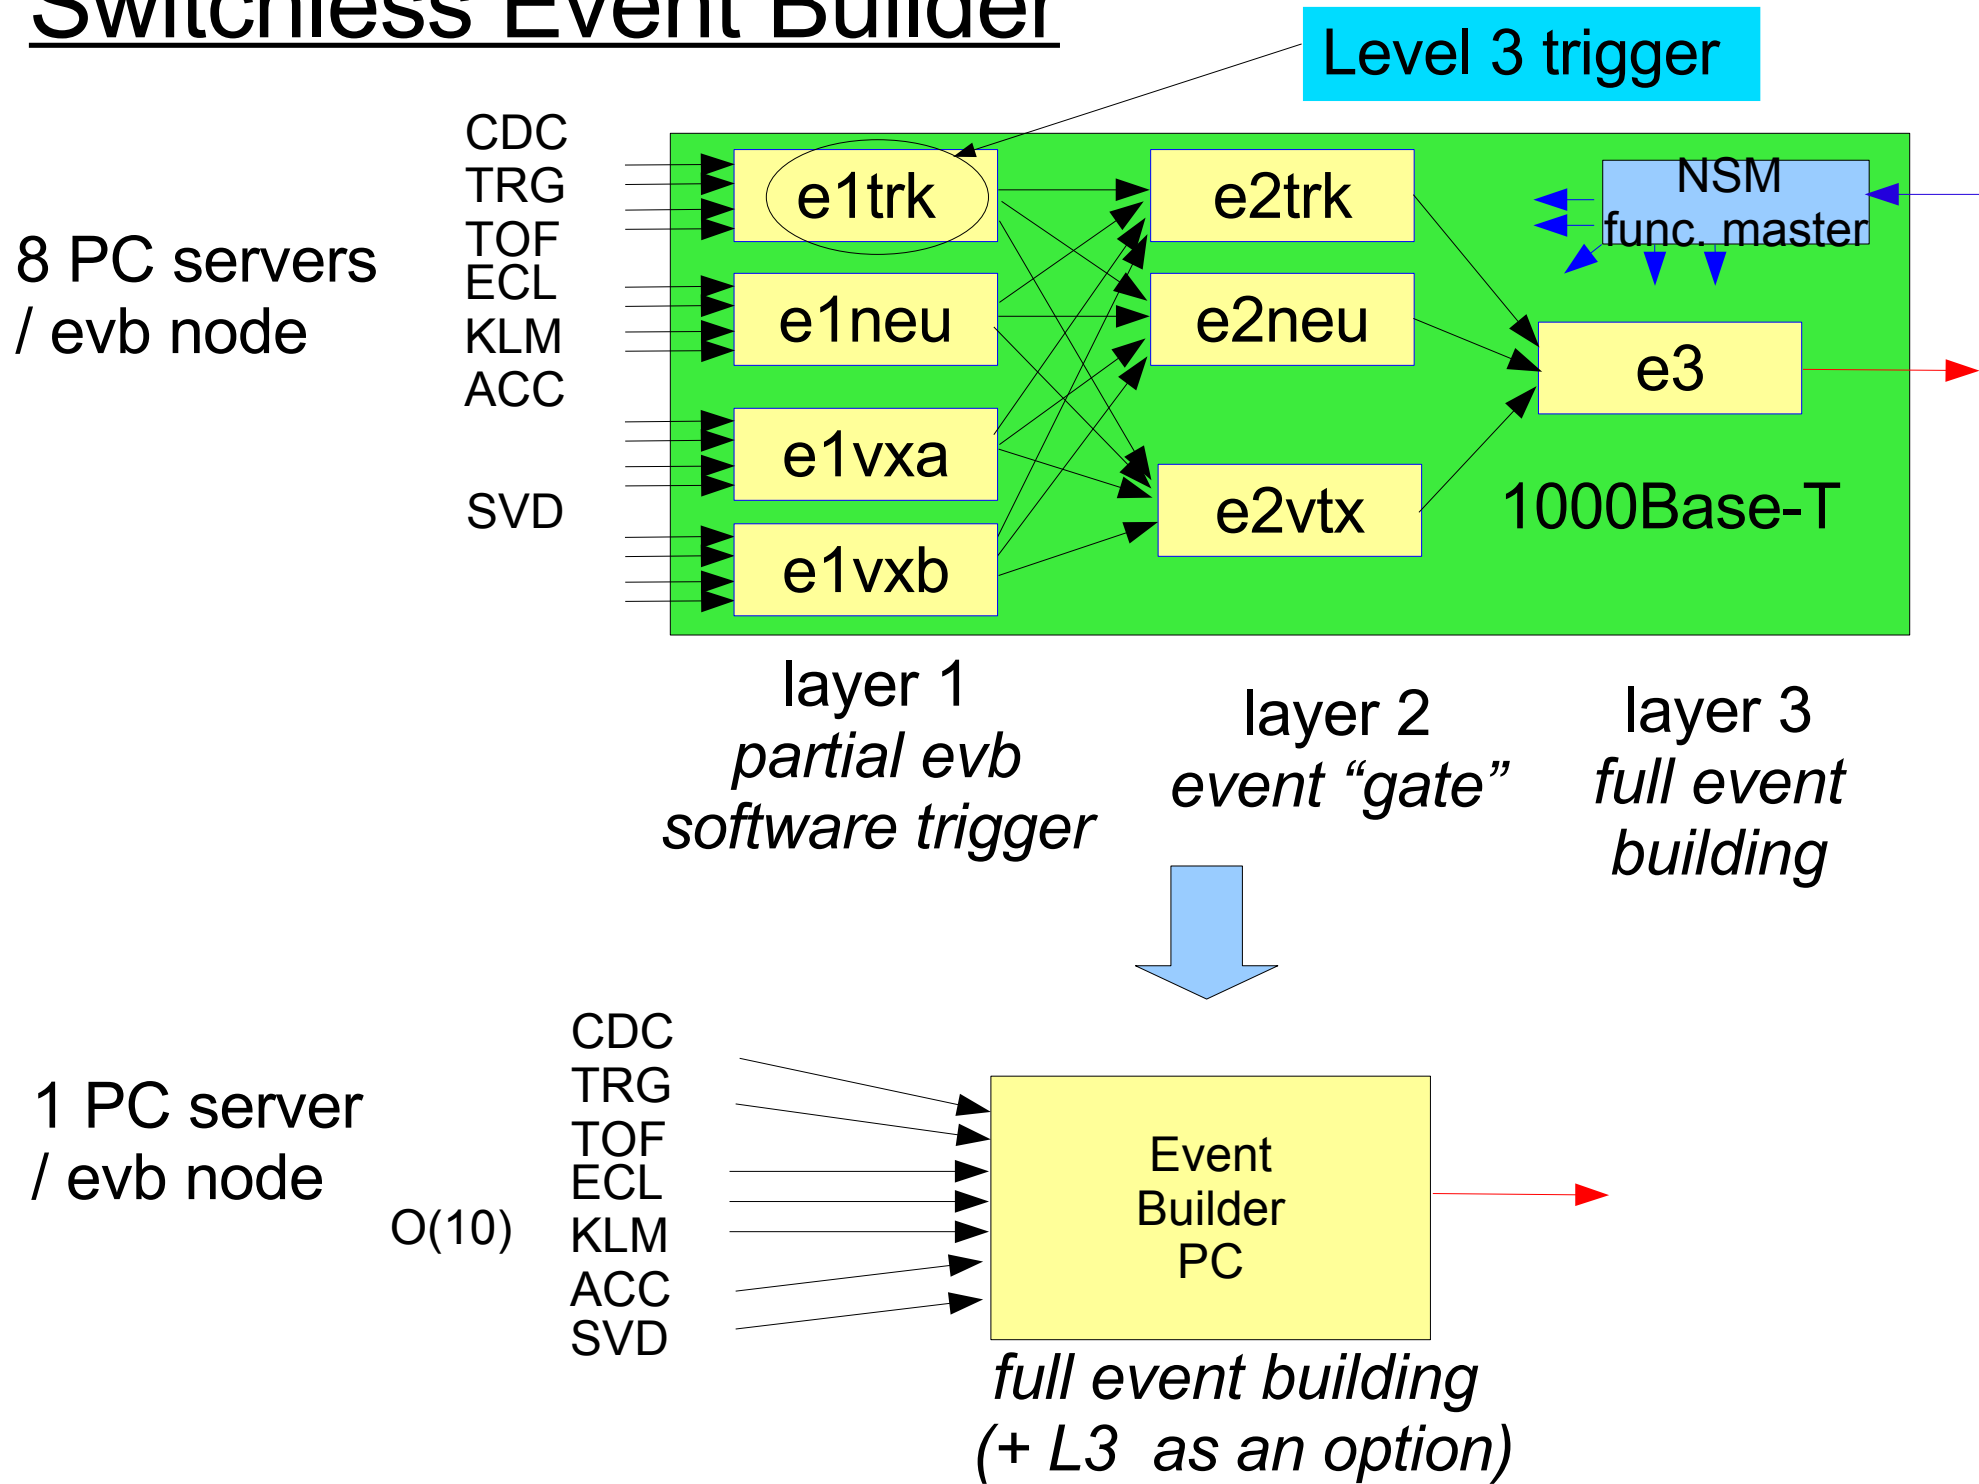 Switchless Event Builder
Level 3 trigger
8 PC servers
/ evb node
CDC
TRG
TOF
ECL
KLM
ACC
SVD
e1trk
e1neu
e1vxa
e1vxb
e2trk
e2neu
e2vtx
NSM
func. master
e3
1000Base-T
layer 1
partial evb
software trigger
layer 2
event “gate”
layer 3
full event
building
1 PC server
/ evb node
O(10)
CDC
TRG
TOF
ECL
KLM
ACC
SVD
Event
Builder
PC
full event building
(+ L3 as an option)